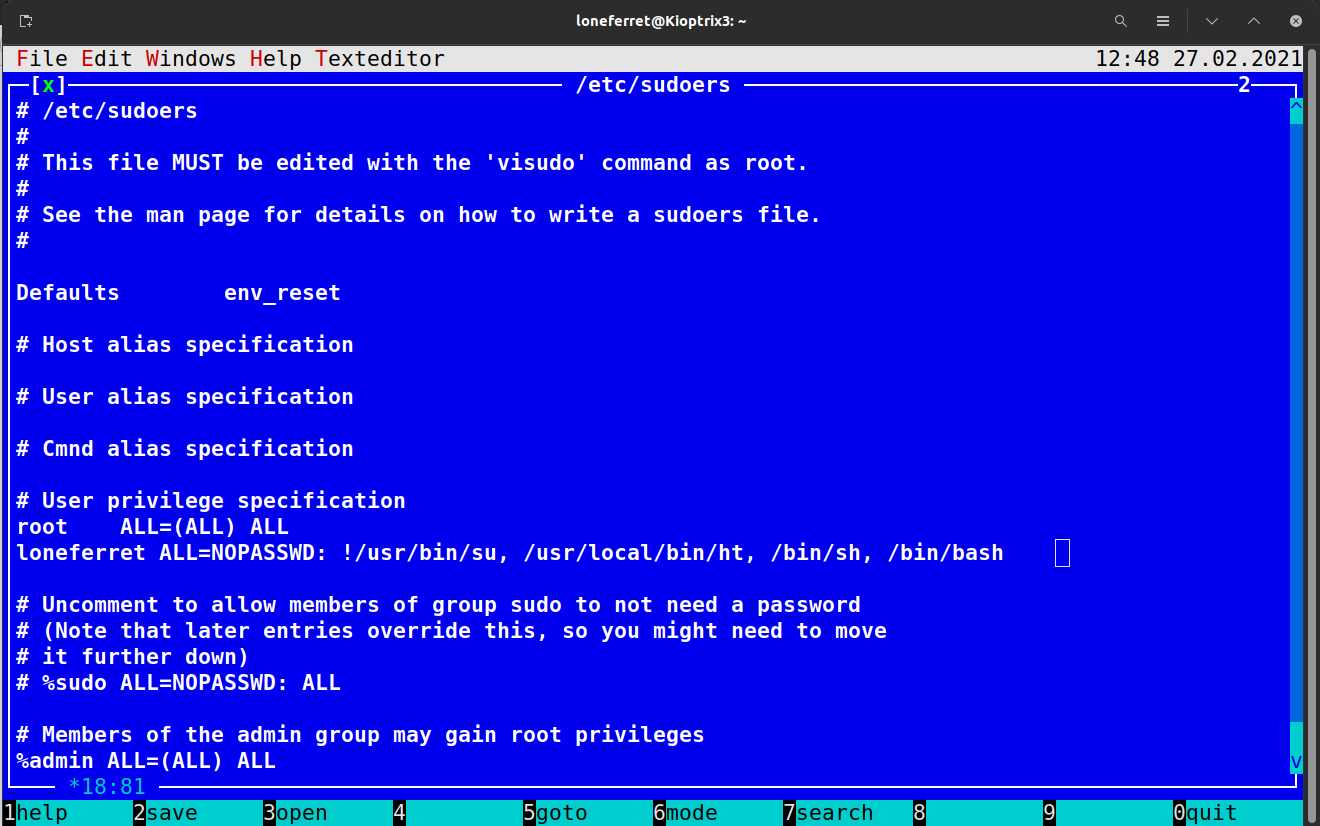 loneferret@Kioptrix3: ~
File Edit Windows Help Texteditor 12:48 27.02.2021
[x] /etc/sudoers 2
# /etc/sudoers
#
# This file MUST be edited with the 'visudo' command as root.
#
# See the man page for details on how to write a sudoers file.
#
Defaults        env_reset
# Host alias specification
# User alias specification
# Cmnd alias specification
# User privilege specification
root    ALL=(ALL) ALL
loneferret ALL=NOPASSWD: !/usr/bin/su, /usr/local/bin/ht, /bin/sh, /bin/bash
# Uncomment to allow members of group sudo to not need a password
# (Note that later entries override this, so you might need to move
# it further down)
# %sudo ALL=NOPASSWD: ALL
# Members of the admin group may gain root privileges
%admin ALL=(ALL) ALL
*18:81
1help 2save 3open 4 5goto 6mode 7search 8 9 0quit